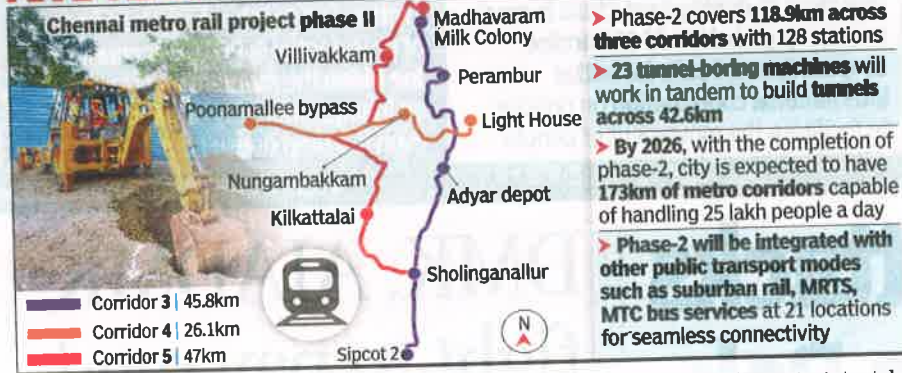 Chennai metro rail project phase II
Madhavaram
Milk Colony
Villivakkam
Perambur
Poonamallee bypass
Light House
Nungambakkam
Adyar depot
Kilkattalai
Sholinganallur
Sipcot 2
N
Corridor 3 | 45.8km
Corridor 4 | 26.1km
Corridor 5 | 47km
➤ Phase-2 covers 118.9km across
three corridors with 128 stations
➤ 23 tunnel-boring machines will
work in tandem to build tunnels
across 42.6km
➤ By 2026, with the completion of
phase-2, city is expected to have
173km of metro corridors capable
of handling 25 lakh people a day
➤ Phase-2 will be integrated with
other public transport modes
such as suburban rail, MRTS,
MTC bus services at 21 locations
for seamless connectivity